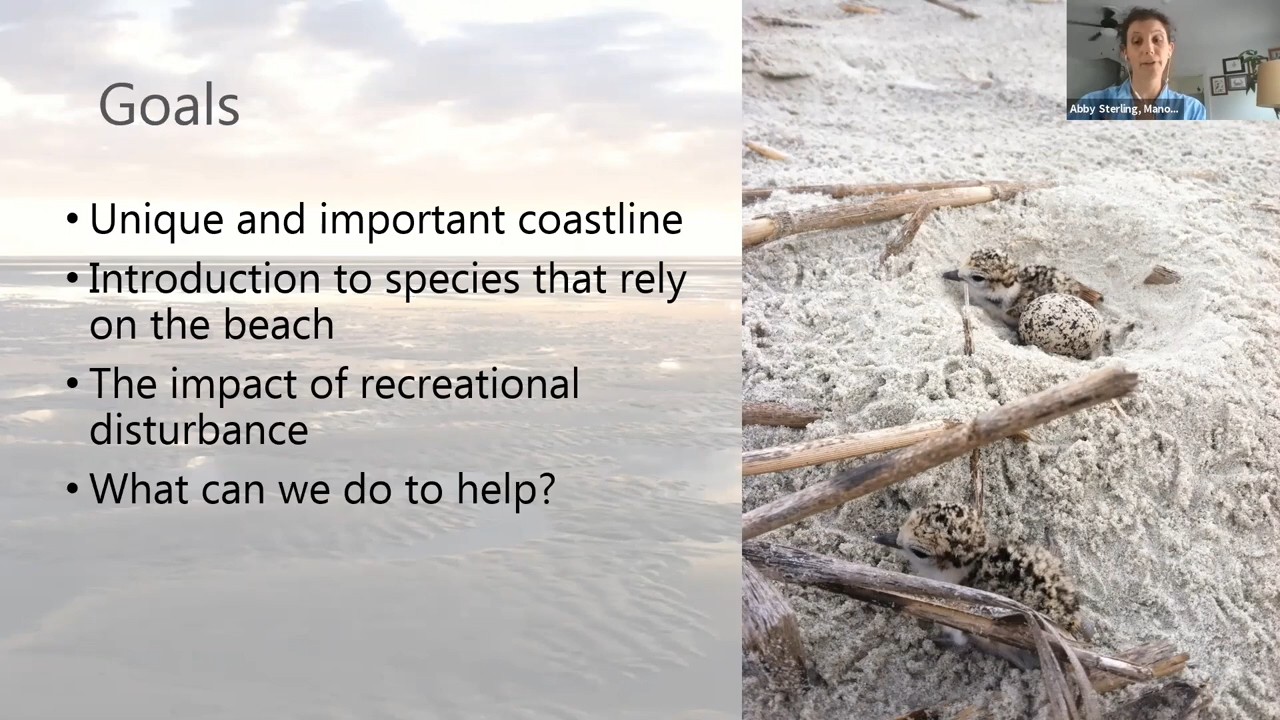 Goals
• Unique and important coastline
• Introduction to species that rely
on the beach
• The impact of recreational
disturbance
• What can we do to help?
Abby Sterling, Mano...